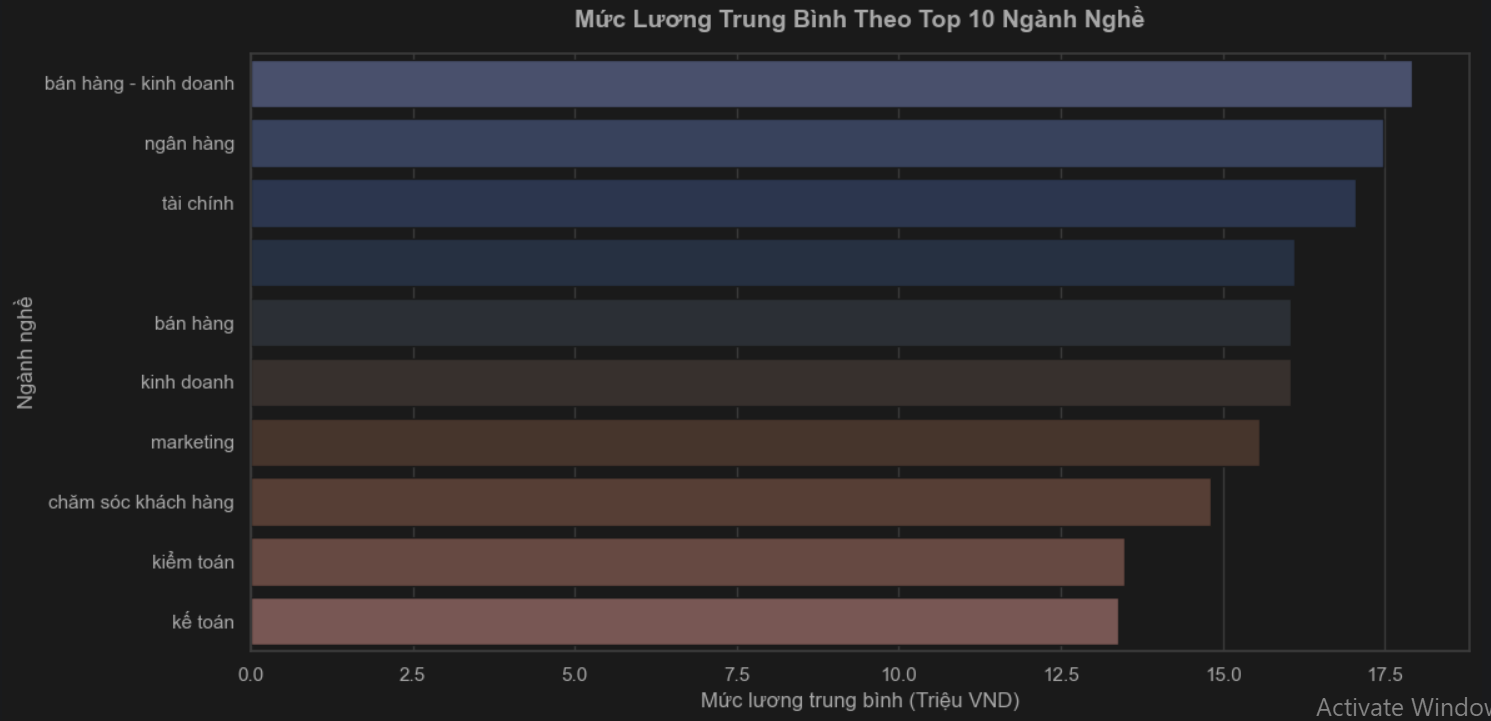 Mức Lương Trung Bình Theo Top 10 Ngành Nghề
Ngành nghề
bán hàng - kinh doanh
ngân hàng
tài chính
bán hàng
kinh doanh
marketing
chăm sóc khách hàng
kiểm toán
kế toán
0.0 2.5 5.0 7.5 10.0 12.5 15.0 17.5
Mức lương trung bình (Triệu VND)
Activate Window